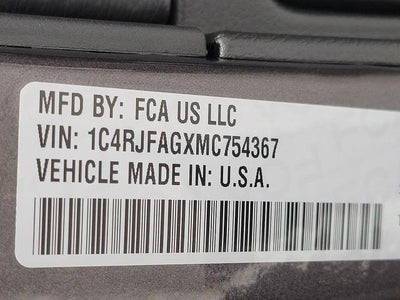 MFD BY: FCA US LLC
VIN: 1C4RJFAGXMC754367
VEHICLE MADE IN: U.S.A.